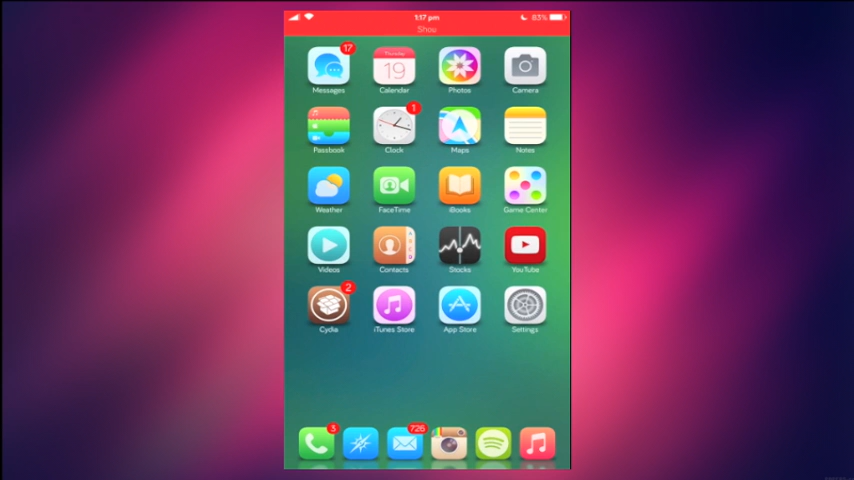 1:17 pm 83%
Show
17
Messages Thursday 19 Calendar Photos Camera
Passbook 1 Clock Maps Notes
Weather FaceTime iBooks Game Center
Videos A B C D Contacts Stocks YouTube
2
Cydia iTunes Store App Store Settings
3 726